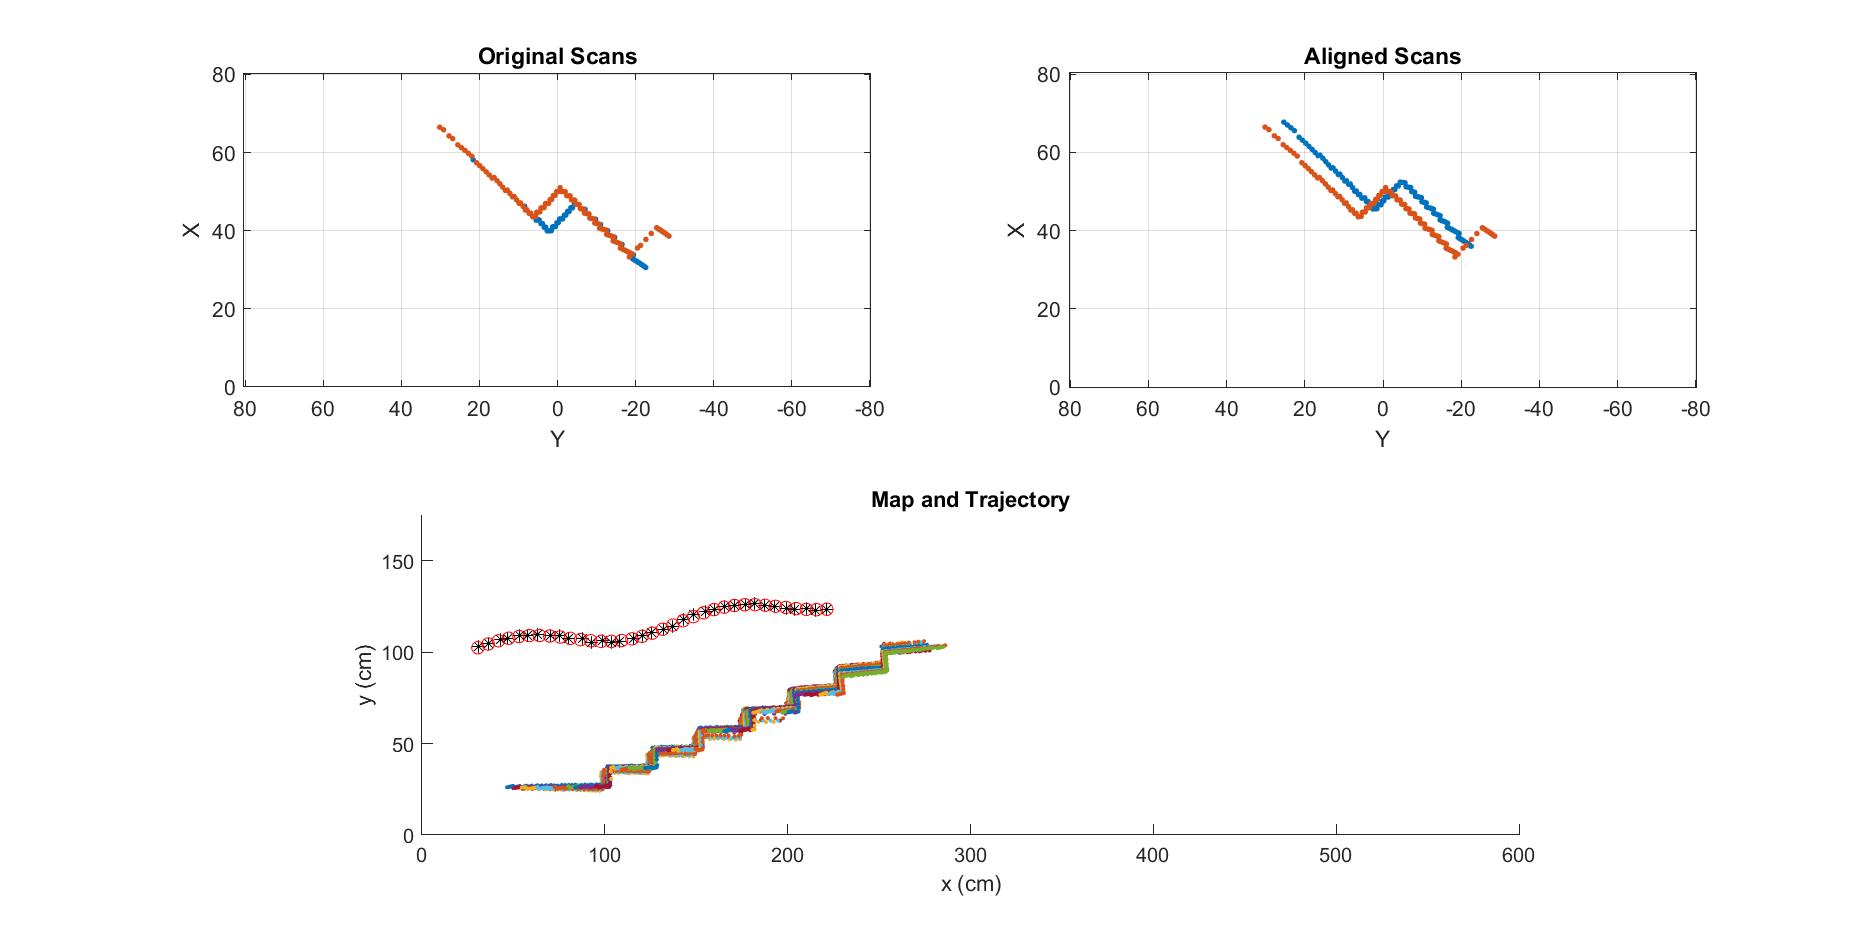 Original Scans
80
60
40
20
0
X
80 60 40 20 0 -20 -40 -60 -80
Y
Aligned Scans
80
60
40
20
0
X
80 60 40 20 0 -20 -40 -60 -80
Y
Map and Trajectory
150
100
50
0
y (cm)
0 100 200 300 400 500 600
x (cm)